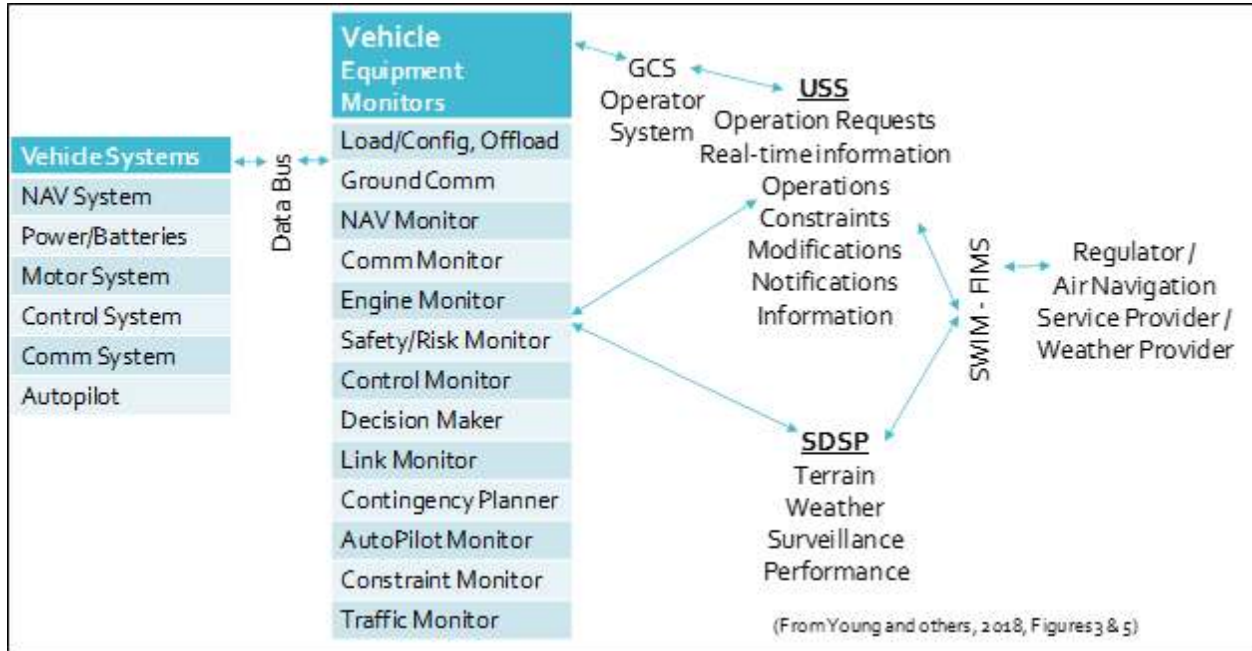 Vehicle Systems
NAV System
Power/Batteries
Motor System
Control System
Comm System
Autopilot
Data Bus
Vehicle
Equipment
Monitors
Load/Config, Offload
Ground Comm
NAV Monitor
Comm Monitor
Engine Monitor
Safety/Risk Monitor
Control Monitor
Decision Maker
Link Monitor
Contingency Planner
AutoPilot Monitor
Constraint Monitor
Traffic Monitor
GCS
Operator
System
USS
Operation Requests
Real-time information
Operations
Constraints
Modifications
Notifications
Information
SDSP
Terrain
Weather
Surveillance
Performance
SWIM - FIMS
Regulator /
Air Navigation
Service Provider /
Weather Provider
(From Young and others, 2018, Figures 3 & 5)